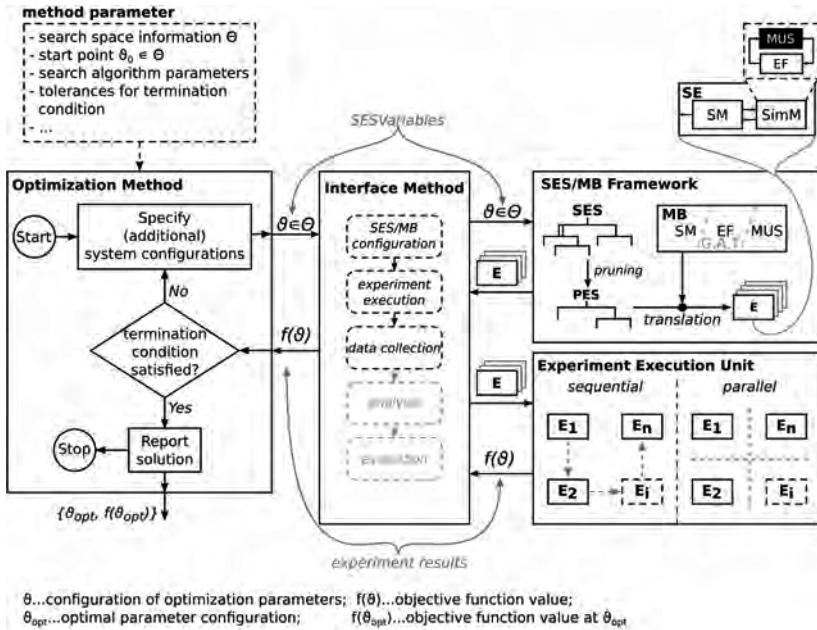 method parameter
- search space information Θ
- start point ϑ₀ ∈ Θ
- search algorithm parameters
- tolerances for termination
condition
- ...
MUS
EF
SE
SM
SimM
SESVariables
Optimization Method
Start
Specify
(additional)
system configurations
No
termination
condition
satisfied?
Yes
Stop
Report
solution
{ϑopt, f(ϑopt)}
ϑ∈Θ
f(ϑ)
Interface Method
SES/MB
configuration
experiment
execution
data collection
analysis
evaluation
ϑ∈Θ
E
E
f(ϑ)
SES/MB Framework
SES
pruning
PES
MB
SM EF MUS
G.A.T.
translation
E
Experiment Execution Unit
sequential
parallel
E1
En
E2
Ei
E1
En
E2
Ei
experiment results
ϑ...configuration of optimization parameters; f(ϑ)...objective function value;
ϑopt...optimal parameter configuration; f(ϑopt)...objective function value at ϑopt